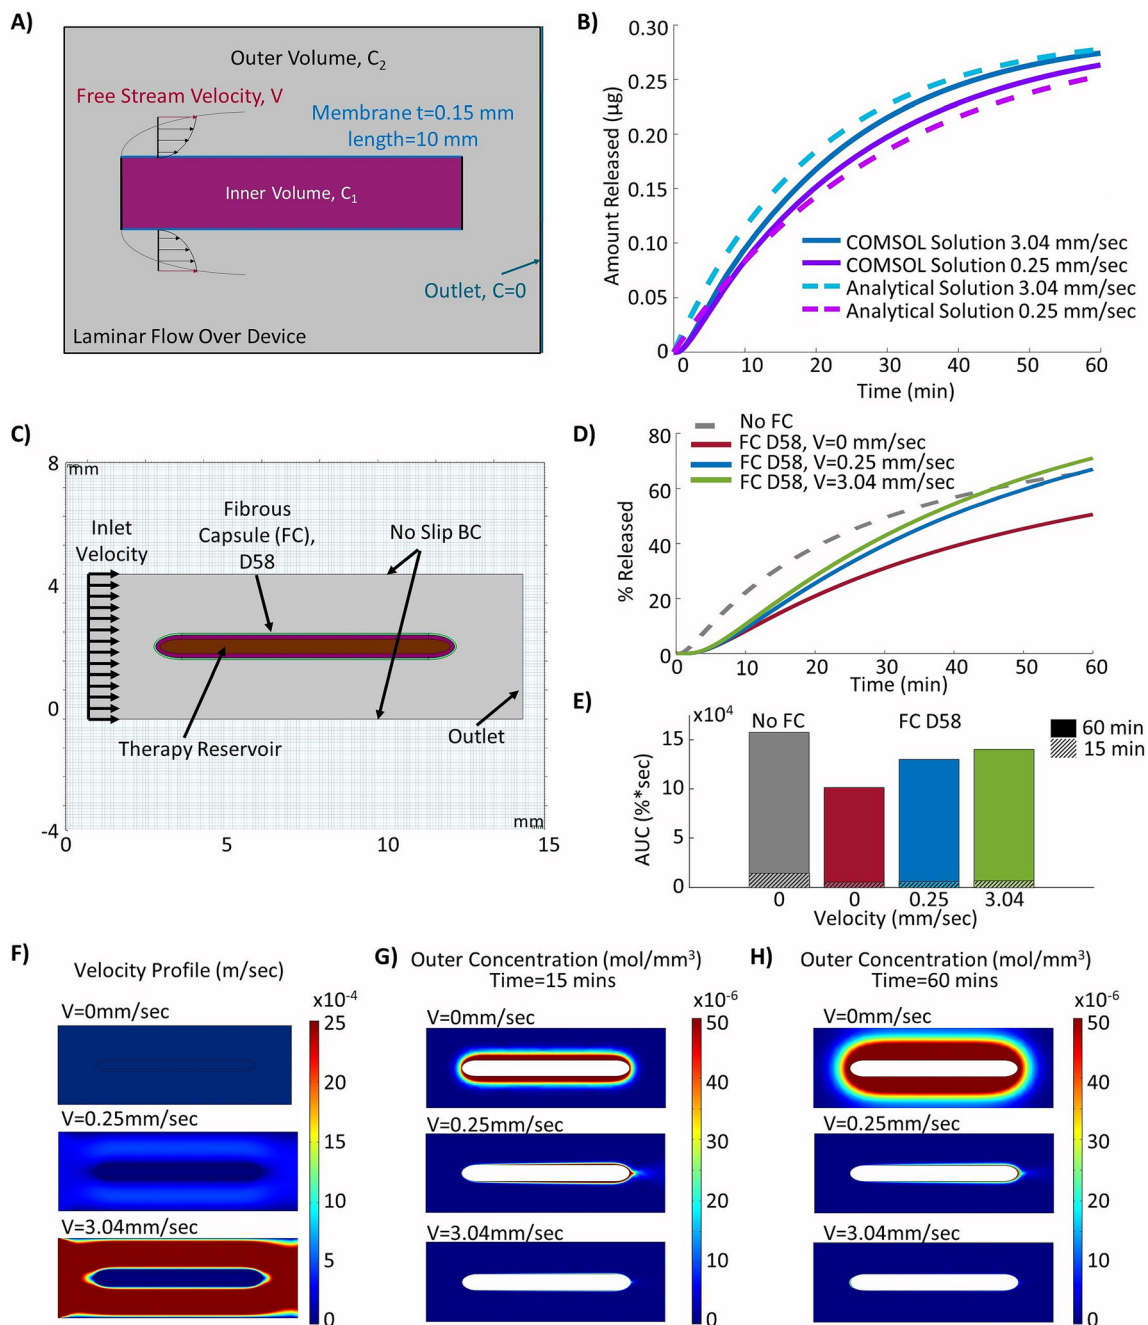 A)
Outer Volume, C2
Free Stream Velocity, V
Membrane t=0.15 mm
length=10 mm
Inner Volume, C1
Outlet, C=0
Laminar Flow Over Device
B)
0.30
0.25
0.20
0.15
0.10
0.05
0
Amount Released (µg)
COMSOL Solution 3.04 mm/sec
COMSOL Solution 0.25 mm/sec
Analytical Solution 3.04 mm/sec
Analytical Solution 0.25 mm/sec
0 10 20 30 40 50 60
Time (min)
C)
8
mm
Inlet
Velocity
Fibrous
Capsule (FC),
D58
No Slip BC
4
0
Therapy Reservoir
Outlet
-4
mm
0 5 10 15
D)
No FC
FC D58, V=0 mm/sec
FC D58, V=0.25 mm/sec
FC D58, V=3.04 mm/sec
80
60
40
20
0
% Released
0 10 20 30 40 50 60
Time (min)
E)
x10⁴
No FC
FC D58
60 min
15 min
15
10
5
0
AUC (%*sec)
0 0 0.25 3.04
Velocity (mm/sec)
F)
Velocity Profile (m/sec)
x10⁻⁴
V=0mm/sec
V=0.25mm/sec
V=3.04mm/sec
25
20
15
10
5
0
G)
Outer Concentration (mol/mm³)
Time=15 mins
x10⁻⁶
V=0mm/sec
V=0.25mm/sec
V=3.04mm/sec
50
40
30
20
10
0
H)
Outer Concentration (mol/mm³)
Time=60 mins
x10⁻⁶
V=0mm/sec
V=0.25mm/sec
V=3.04mm/sec
50
40
30
20
10
0